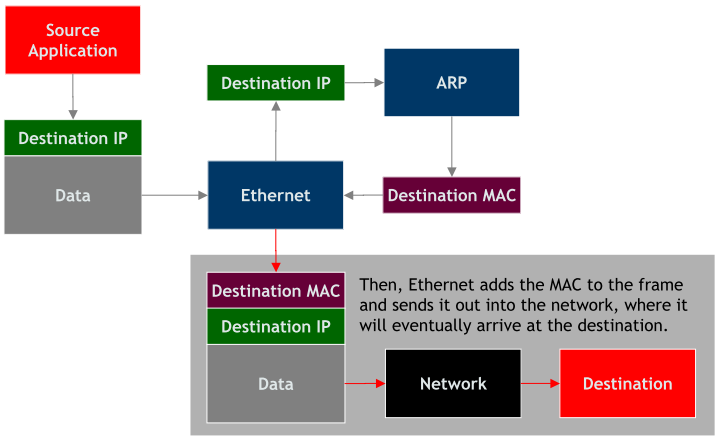 Source
Application
Destination IP
ARP
Destination IP
Data
Ethernet
Destination MAC
Destination MAC
Destination IP
Data
Then, Ethernet adds the MAC to the frame
and sends it out into the network, where it
will eventually arrive at the destination.
Network
Destination